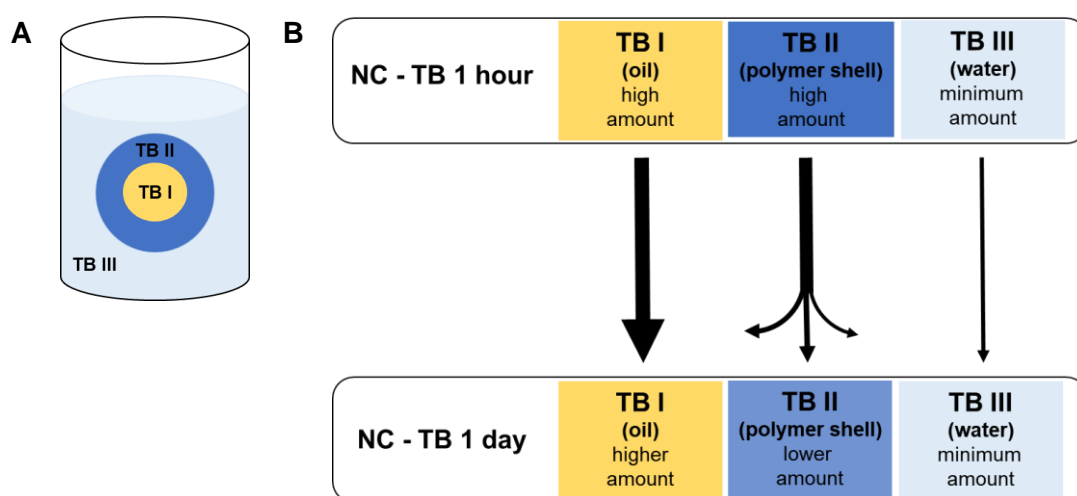 A
TB II
TB I
TB III
B
NC - TB 1 hour
TB I
(oil)
high
amount
TB II
(polymer shell)
high
amount
TB III
(water)
minimum
amount
NC - TB 1 day
TB I
(oil)
higher
amount
TB II
(polymer shell)
lower
amount
TB III
(water)
minimum
amount